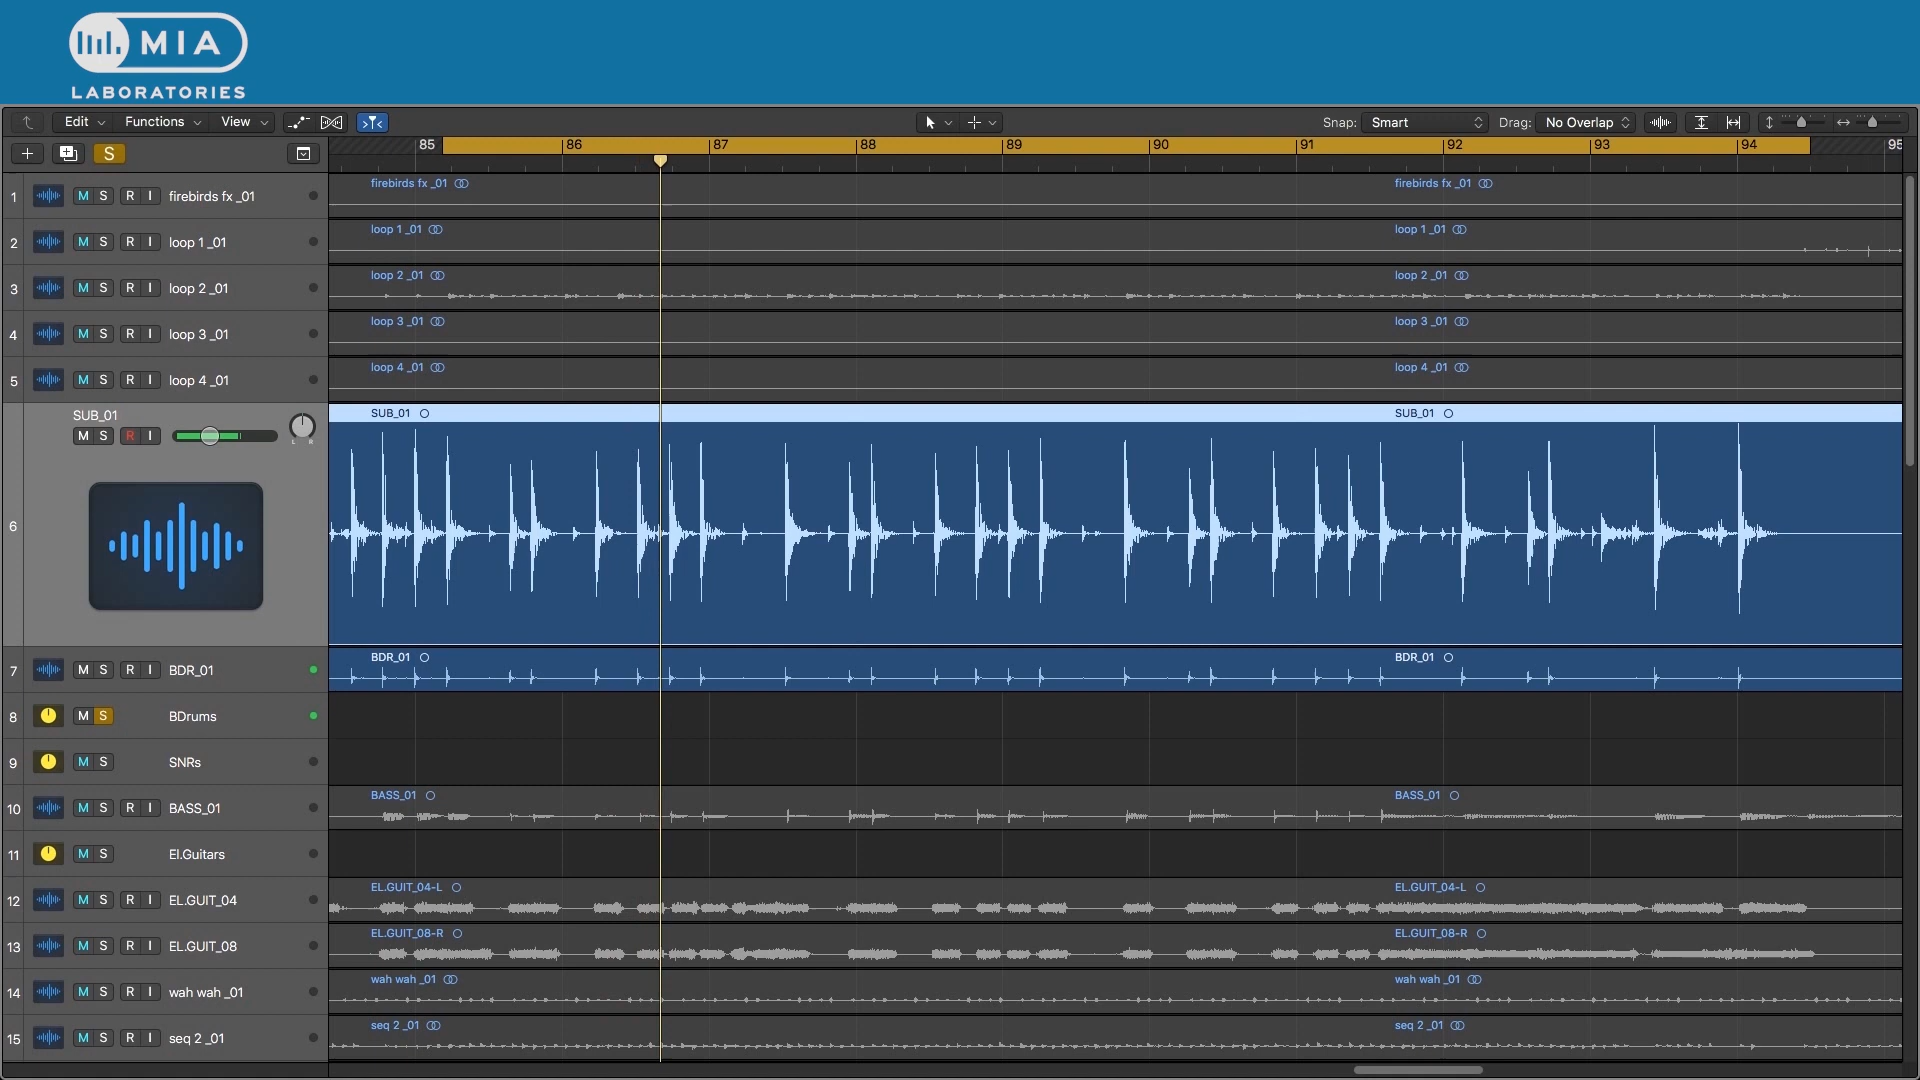 MIA
LABORATORIES
Edit Functions View Snap: Smart Drag: No Overlap
S 85 86 87 88 89 90 91 92 93 94 95
firebirds fx _01 firebirds fx _01
1 M S R I firebirds fx _01
loop 1 _01 loop 1 _01
2 M S R I loop 1 _01
loop 2 _01 loop 2 _01
3 M S R I loop 2 _01
loop 3 _01 loop 3 _01
4 M S R I loop 3 _01
loop 4 _01 loop 4 _01
5 M S R I loop 4 _01
SUB_01 SUB_01 SUB_01
M S R I L R
6
BDR_01 BDR_01
7 M S R I BDR_01
8 M S BDrums
9 M S SNRs
BASS_01 BASS_01
10 M S R I BASS_01
11 M S El.Guitars
EL.GUIT_04-L EL.GUIT_04-L
12 M S R I EL.GUIT_04
EL.GUIT_08-R EL.GUIT_08-R
13 M S R I EL.GUIT_08
wah wah _01 wah wah _01
14 M S R I wah wah _01
seq 2 _01 seq 2 _01
15 M S R I seq 2 _01